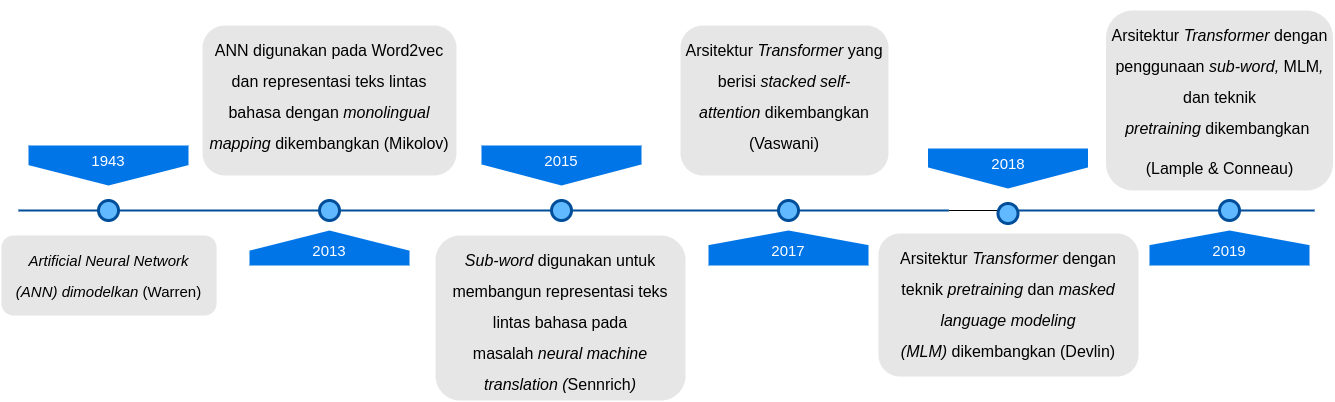 1943
Artificial Neural Network
(ANN) dimodelkan (Warren)
ANN digunakan pada Word2vec
dan representasi teks lintas
bahasa dengan monolingual
mapping dikembangkan (Mikolov)
2013
2015
Sub-word digunakan untuk
membangun representasi teks
lintas bahasa pada
masalah neural machine
translation (Sennrich)
Arsitektur Transformer yang
berisi stacked self-
attention dikembangkan
(Vaswani)
2017
2018
Arsitektur Transformer dengan
teknik pretraining dan masked
language modeling
(MLM) dikembangkan (Devlin)
Arsitektur Transformer dengan
penggunaan sub-word, MLM,
dan teknik
pretraining dikembangkan
(Lample & Conneau)
2019